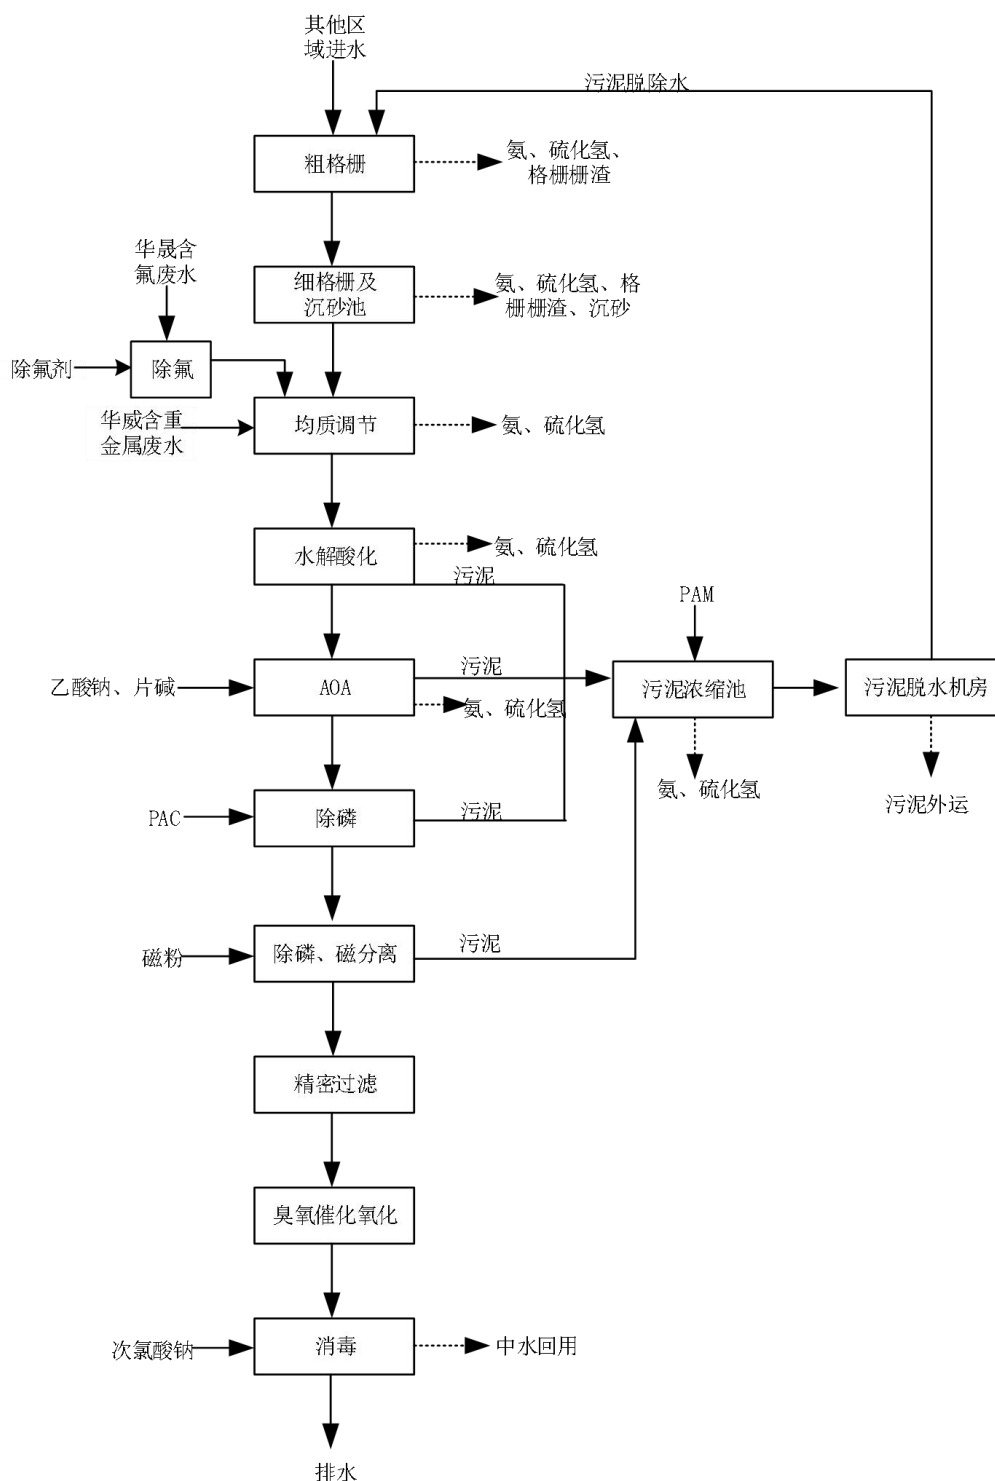 其他区
域进水
污泥脱除水
粗格栅
氨、硫化氢、
格栅栅渣
华晟含
氟废水
细格栅及
沉砂池
氨、硫化氢、格
栅栅渣、沉砂
除氟剂
除氟
华威含重
金属废水
均质调节
氨、硫化氢
水解酸化
氨、硫化氢
污泥
PAM
乙酸钠、片碱
AOA
污泥
氨、硫化氢
污泥浓缩池
污泥脱水机房
氨、硫化氢
污泥外运
PAC
除磷
污泥
磁粉
除磷、磁分离
污泥
精密过滤
臭氧催化氧化
次氯酸钠
消毒
中水回用
排水